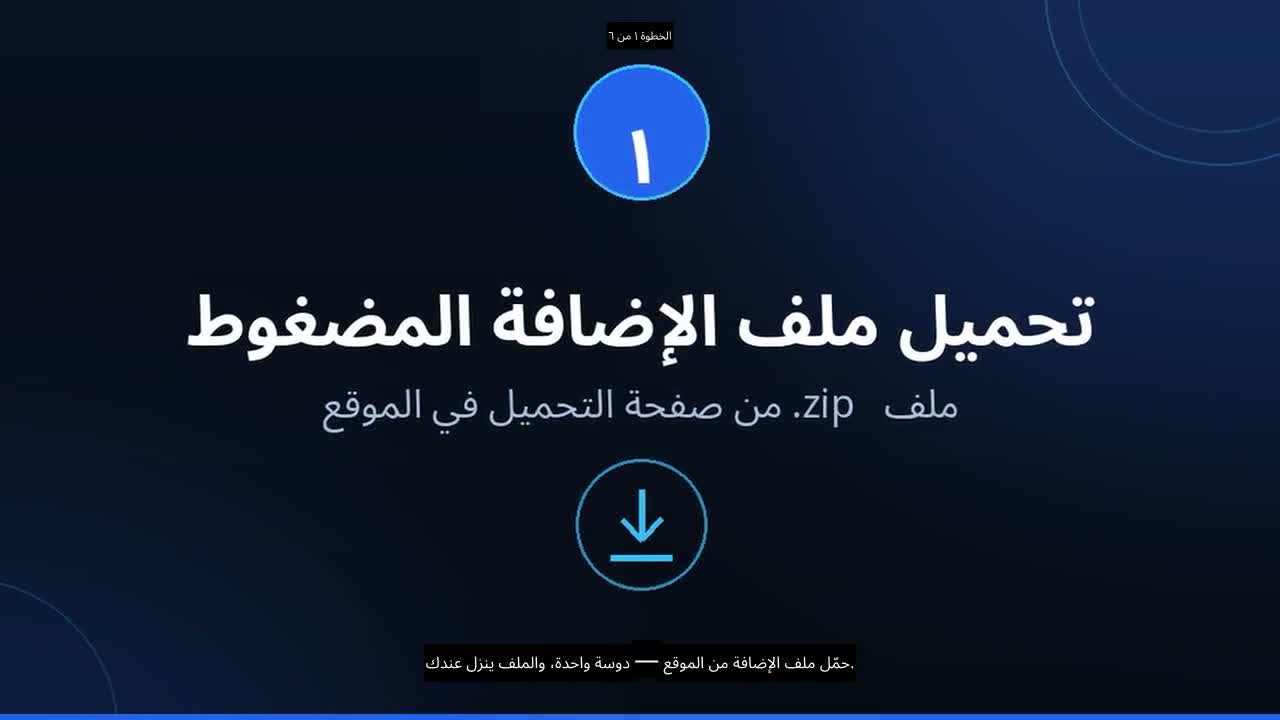 الخطوة ١ من ٦
١
تحميل ملف الإضافة المضغوط
ملف zip. من صفحة التحميل في الموقع
حمّل ملف الإضافة من الموقع — دوسة واحدة، والملف ينزل عندك.